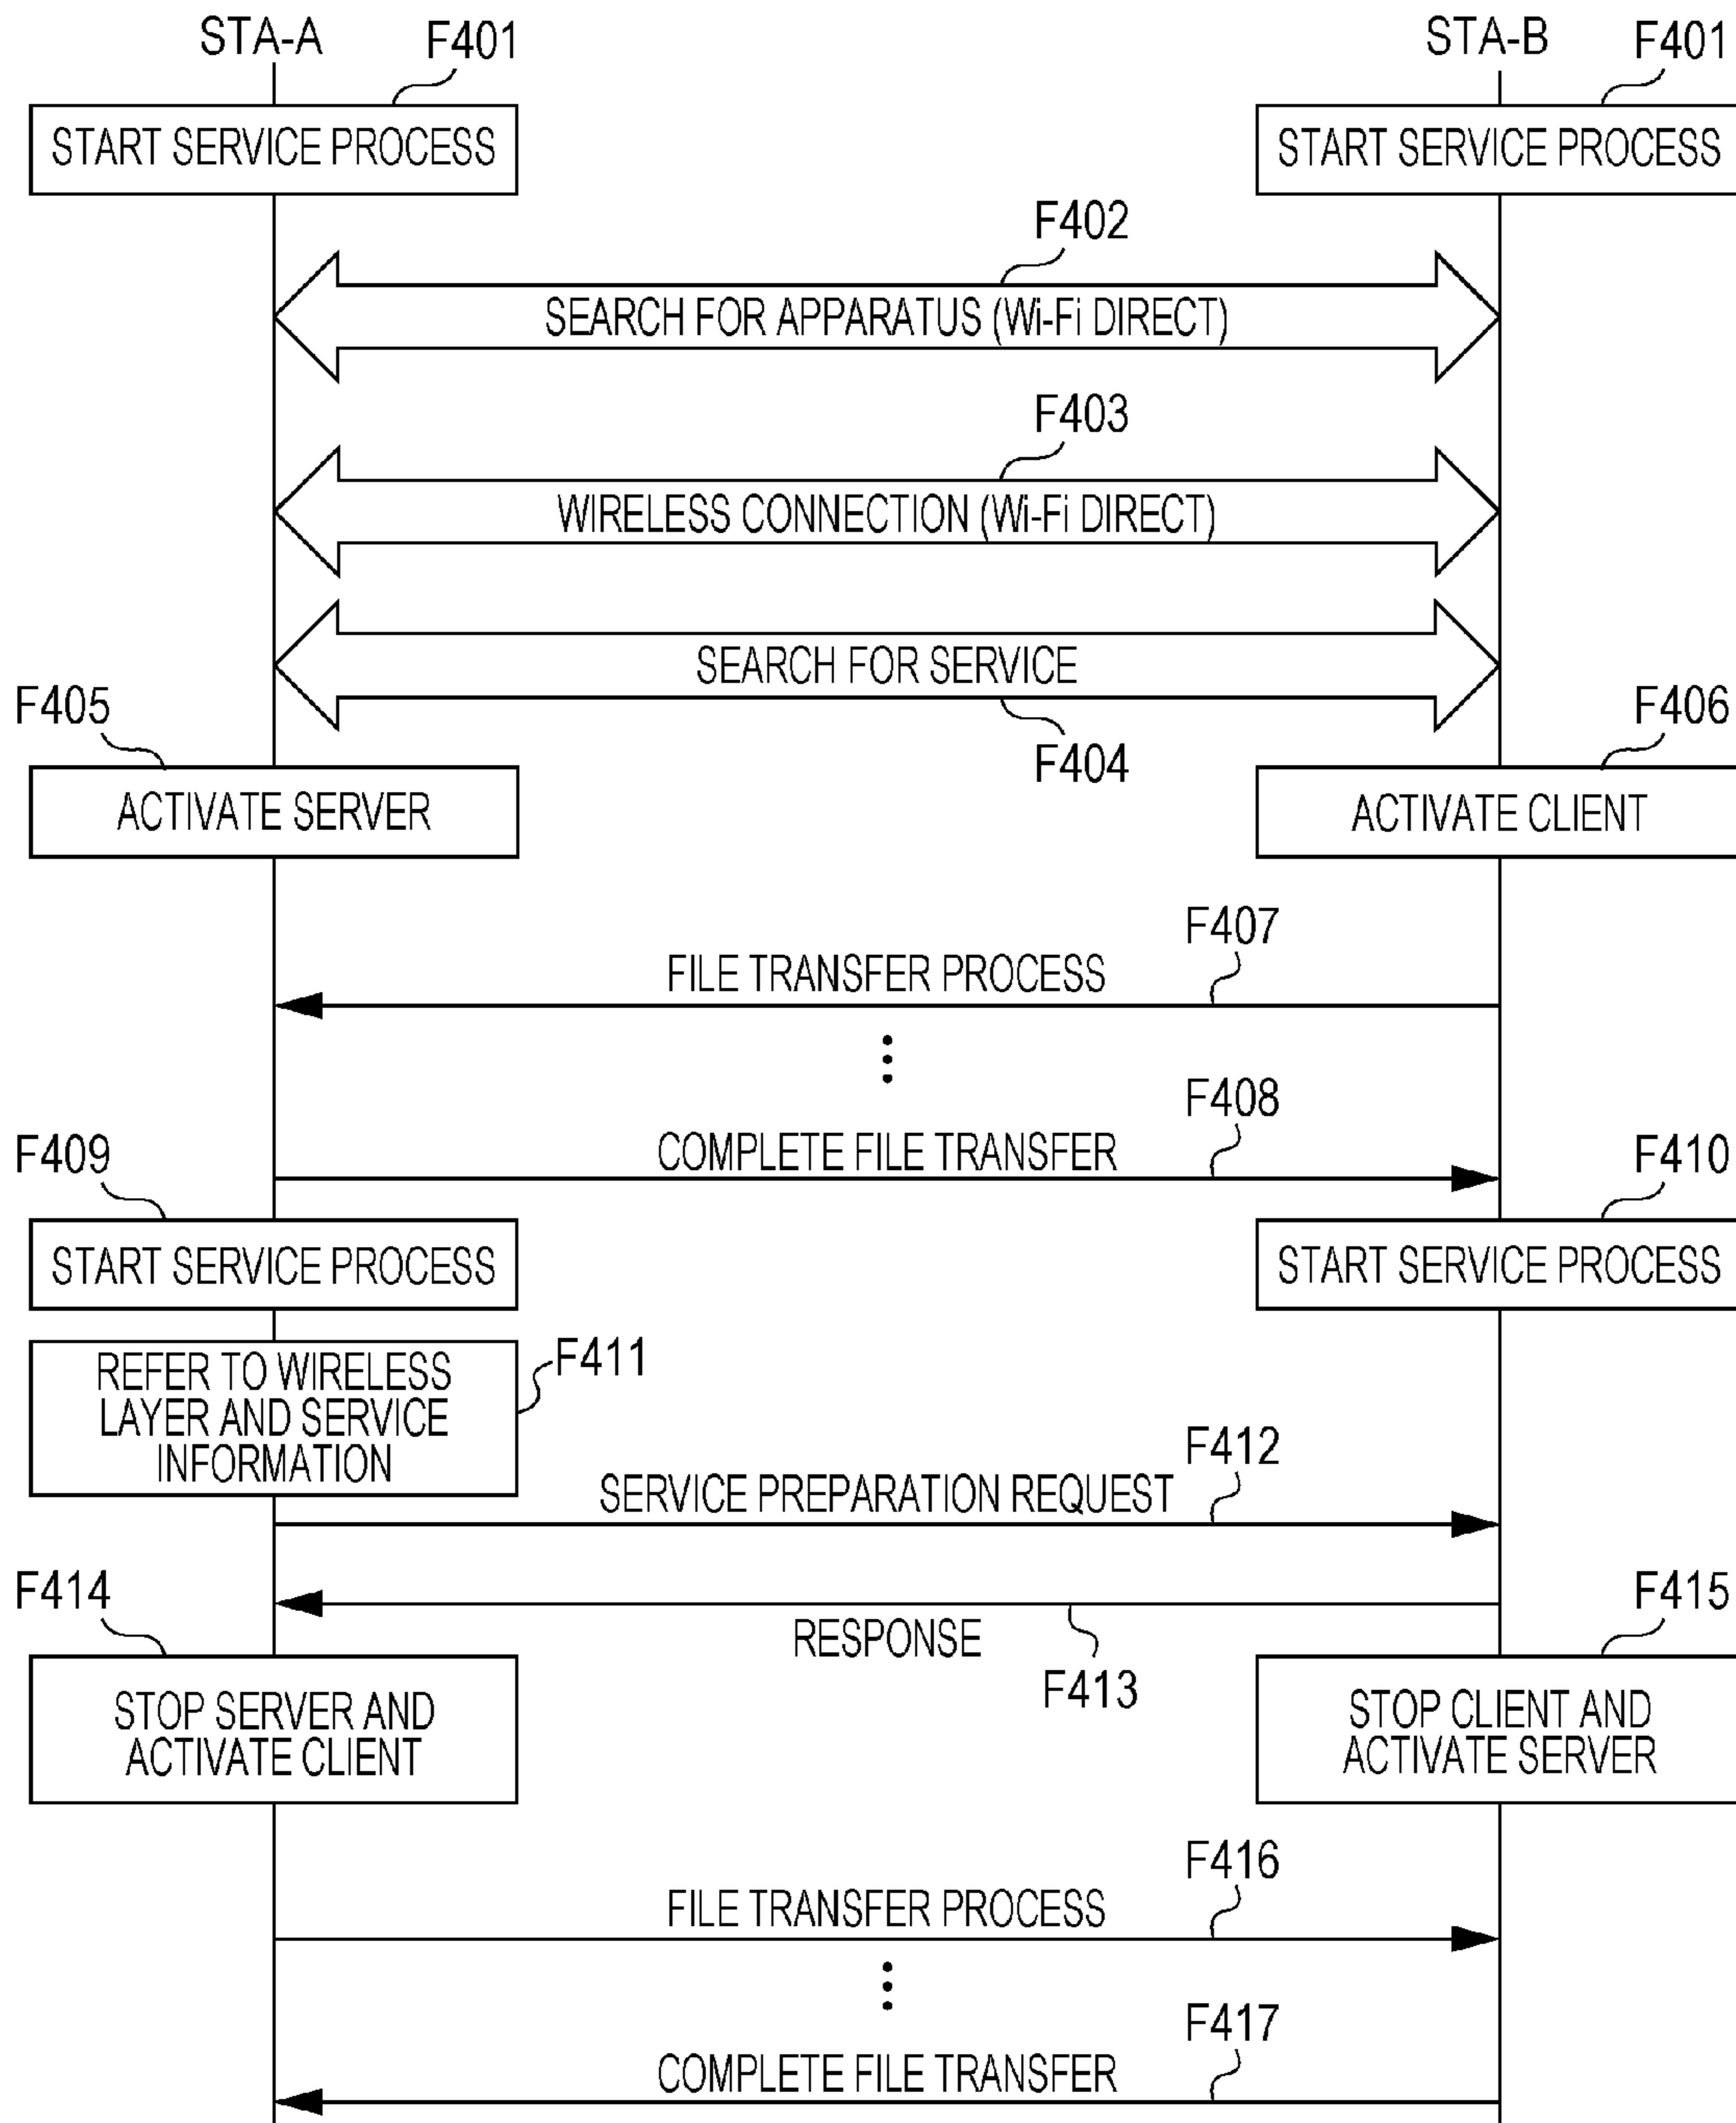 STA-A
F401
STA-B
F401
START SERVICE PROCESS
START SERVICE PROCESS
F402
SEARCH FOR APPARATUS (Wi-Fi DIRECT)
F403
WIRELESS CONNECTION (Wi-Fi DIRECT)
SEARCH FOR SERVICE
F404
F405
F406
ACTIVATE SERVER
ACTIVATE CLIENT
F407
FILE TRANSFER PROCESS
F408
COMPLETE FILE TRANSFER
F409
F410
START SERVICE PROCESS
START SERVICE PROCESS
REFER TO WIRELESS
LAYER AND SERVICE
INFORMATION
F411
F412
SERVICE PREPARATION REQUEST
RESPONSE
F413
F414
F415
STOP SERVER AND
ACTIVATE CLIENT
STOP CLIENT AND
ACTIVATE SERVER
F416
FILE TRANSFER PROCESS
F417
COMPLETE FILE TRANSFER